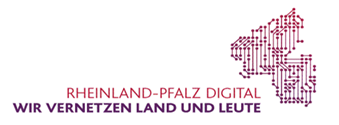 RHEINLAND-PFALZ DIGITAL
WIR VERNETZEN LAND UND LEUTE